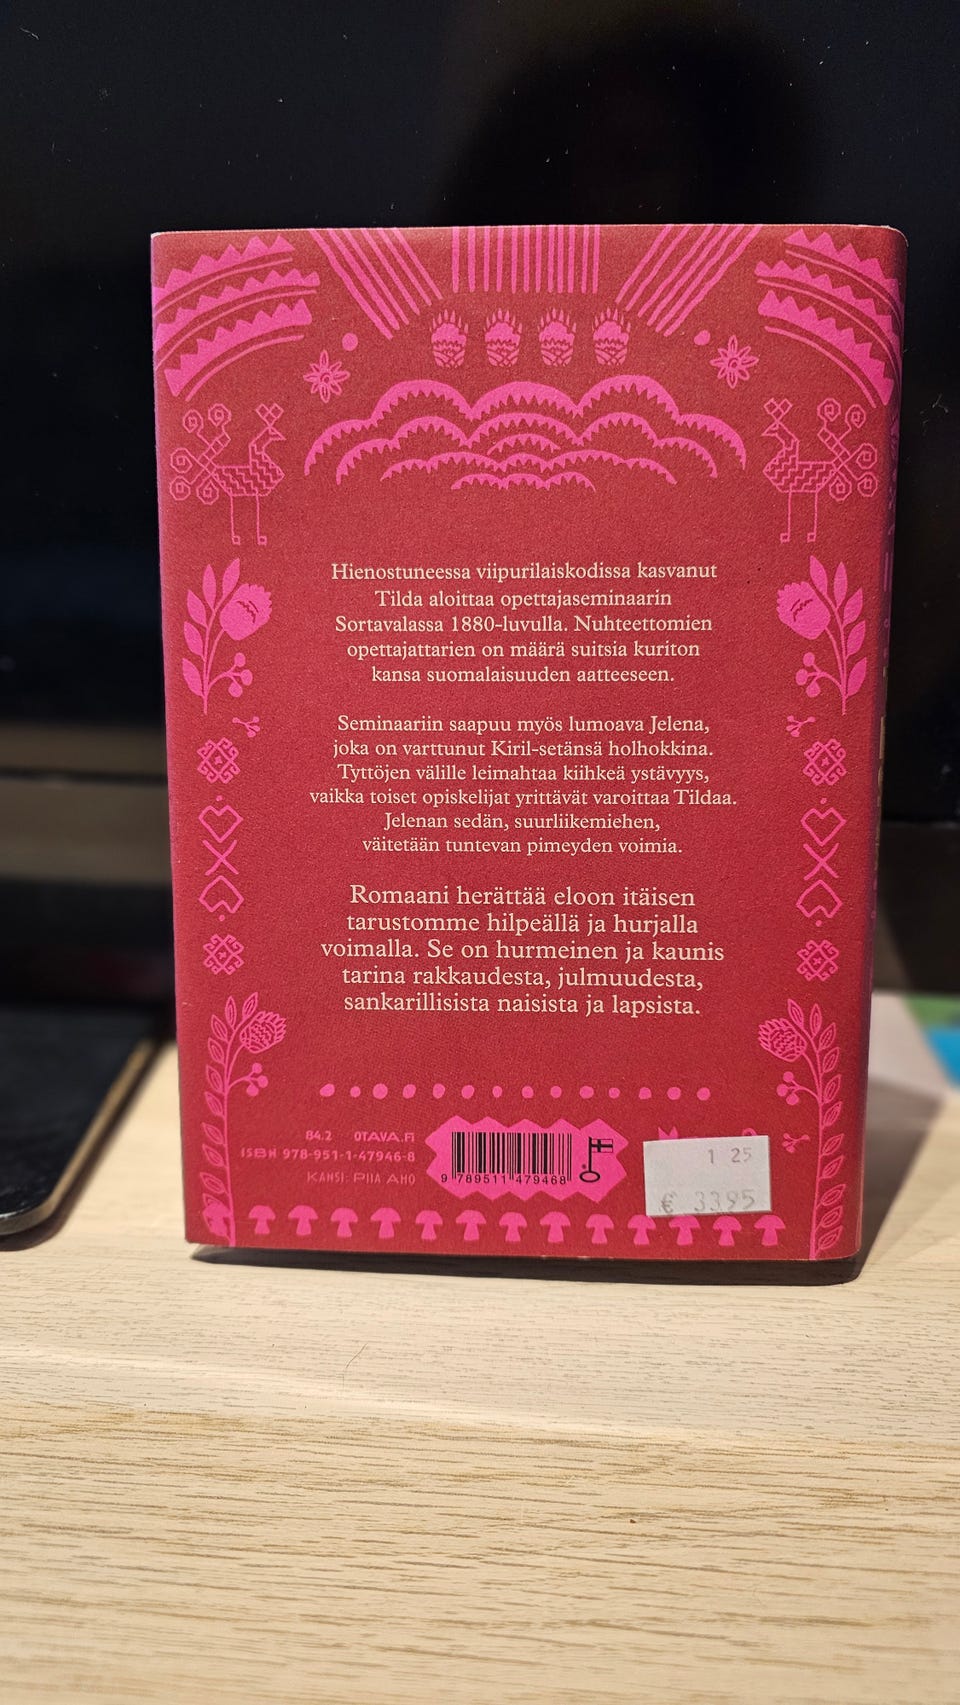 Hienostuneessa viipurilaiskodissa kasvanut
Tilda aloittaa opettajaseminaarin
Sortavalassa 1880-luvulla. Nuhteettomien
opettajattarien on määrä suitsia kuriton
kansa suomalaisuuden aatteeseen.
Seminaariin saapuu myös lumoava Jelena,
joka on varttunut Kiril-setänsä holhokkina.
Tyttöjen välille leimahtaa kiihkeä ystävyys,
vaikka toiset opiskelijat yrittävät varoittaa Tildaa.
Jelenan sedän, suurliikemiehen,
väitetään tuntevan pimeyden voimia.
Romaani herättää eloon itäisen
tarustomme hilpeällä ja hurjalla
voimalla. Se on hurmeinen ja kaunis
tarina rakkaudesta, julmuudesta,
sankarillisista naisista ja lapsista.
84.2 OTAVA.FI
ISBN 978-951-1-47946-8
KANSI: PIIA AHO
9 789511 479468
1 25
€ 33.95